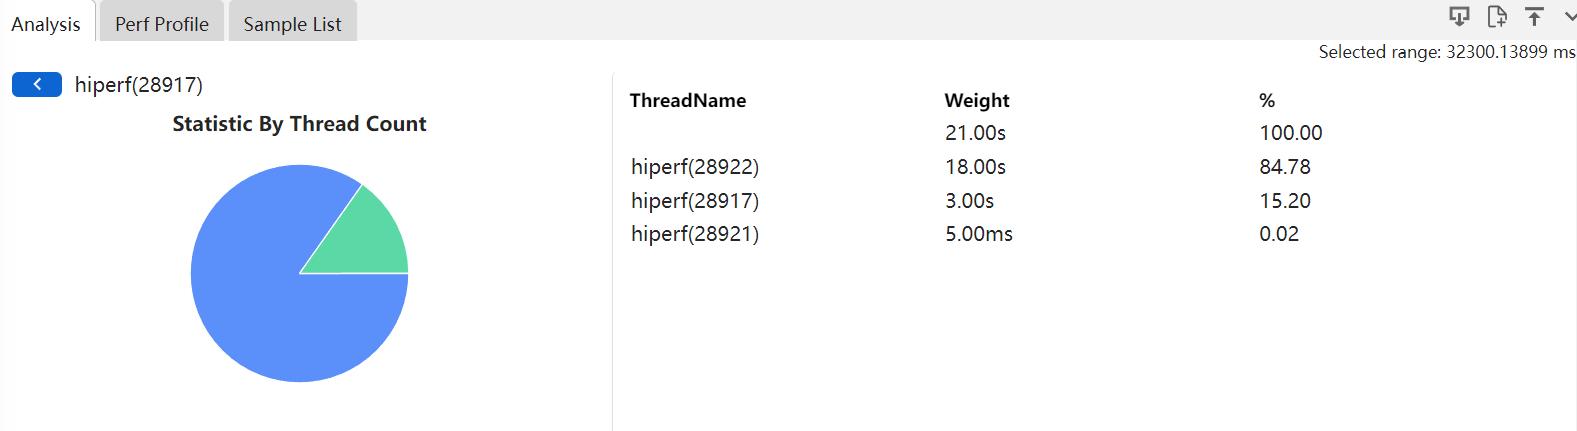 Analysis Perf Profile Sample List
Selected range: 32300.13899 ms
hiperf(28917)
Statistic By Thread Count
ThreadName Weight %
21.00s 100.00
hiperf(28922) 18.00s 84.78
hiperf(28917) 3.00s 15.20
hiperf(28921) 5.00ms 0.02